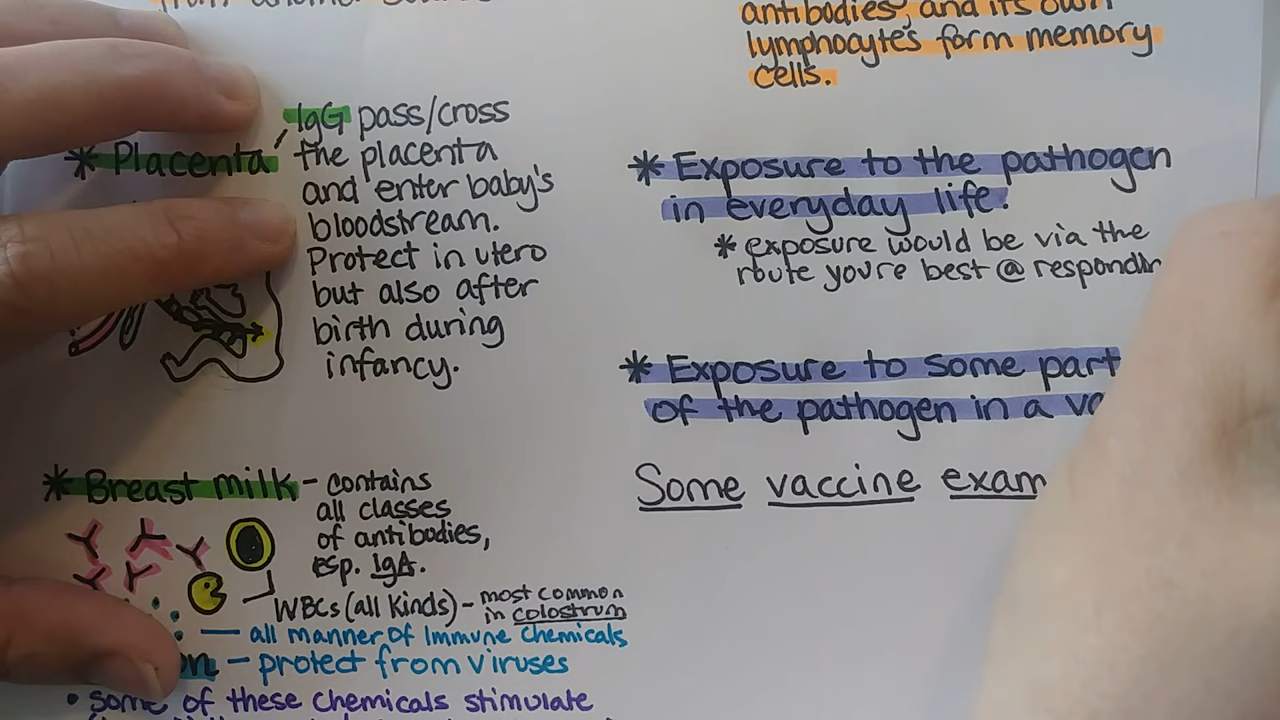 antibodies, and its own
lymphocytes form memory
cells.
* Placenta
IgG pass/cross
the placenta
and enter baby's
bloodstream.
Protect in utero
but also after
birth during
infancy.
* Breast milk - contains
all classes
of antibodies,
esp. IgA.
WBCs (all kinds) - most common
in colostrum
— all manner of immune chemicals
- protect from viruses
• some of these chemicals stimulate
* Exposure to the pathogen
in everyday life.
* exposure would be via the
route you're best @
* Exposure to some part
of the pathogen in a
Some vaccine